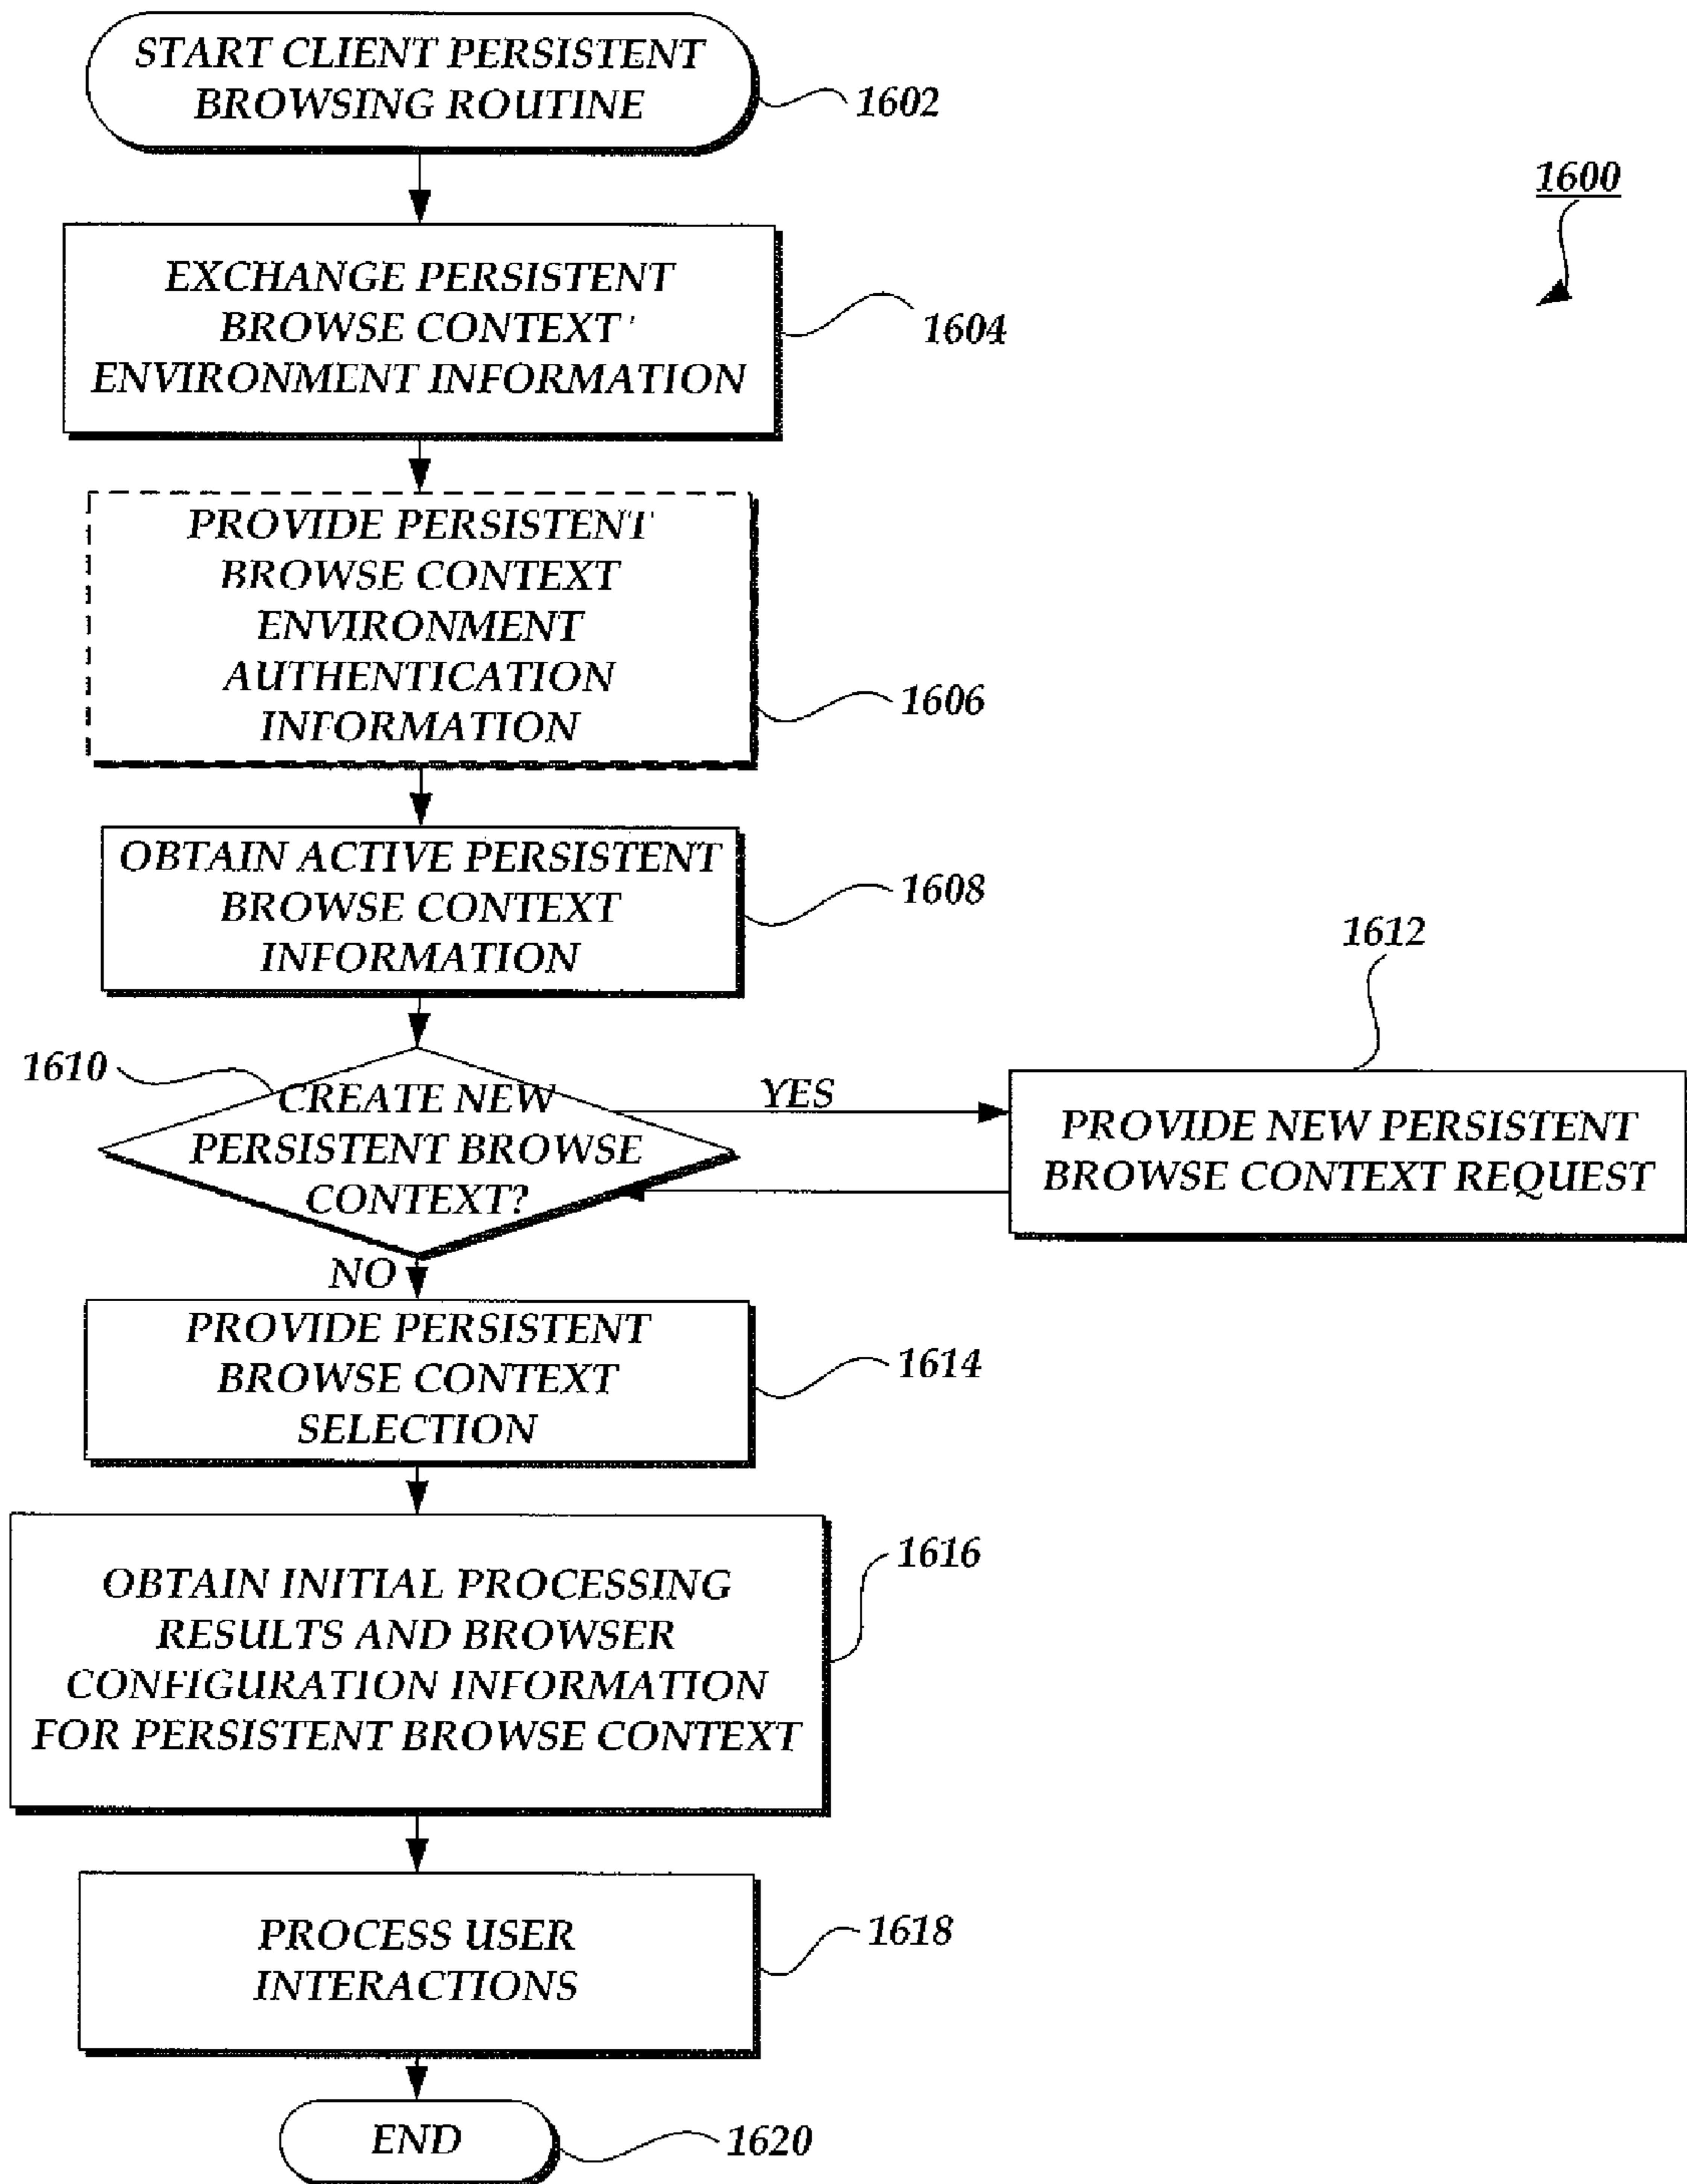 START CLIENT PERSISTENT
BROWSING ROUTINE
1602
1600
EXCHANGE PERSISTENT
BROWSE CONTEXT
ENVIRONMENT INFORMATION
1604
PROVIDE PERSISTENT
BROWSE CONTEXT
ENVIRONMENT
AUTHENTICATION
INFORMATION
1606
OBTAIN ACTIVE PERSISTENT
BROWSE CONTEXT
INFORMATION
1608
1612
1610
CREATE NEW
PERSISTENT BROWSE
CONTEXT?
YES
PROVIDE NEW PERSISTENT
BROWSE CONTEXT REQUEST
NO
PROVIDE PERSISTENT
BROWSE CONTEXT
SELECTION
1614
OBTAIN INITIAL PROCESSING
RESULTS AND BROWSER
CONFIGURATION INFORMATION
FOR PERSISTENT BROWSE CONTEXT
1616
PROCESS USER
INTERACTIONS
1618
END
1620